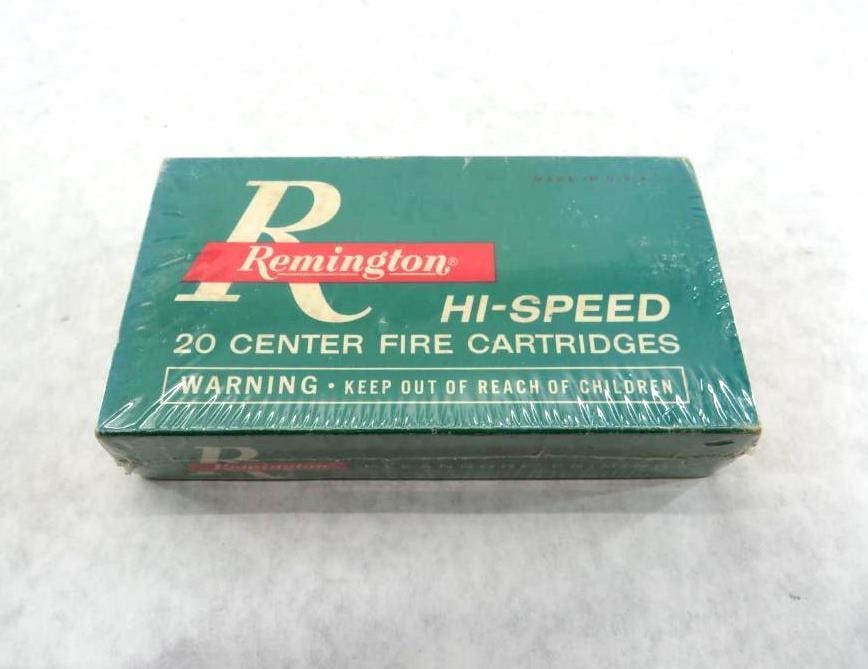 MADE IN U.S.A.
R
Remington®
HI-SPEED
20 CENTER FIRE CARTRIDGES
WARNING • KEEP OUT OF REACH OF CHILDREN
R
Remington